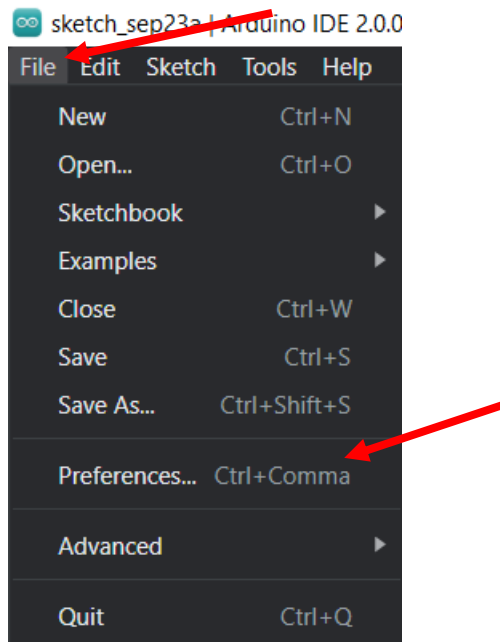 sketch_sep23a | Arduino IDE 2.0.0
File Edit Sketch Tools Help
New Ctrl+N
Open... Ctrl+O
Sketchbook
Examples
Close Ctrl+W
Save Ctrl+S
Save As... Ctrl+Shift+S
Preferences... Ctrl+Comma
Advanced
Quit Ctrl+Q